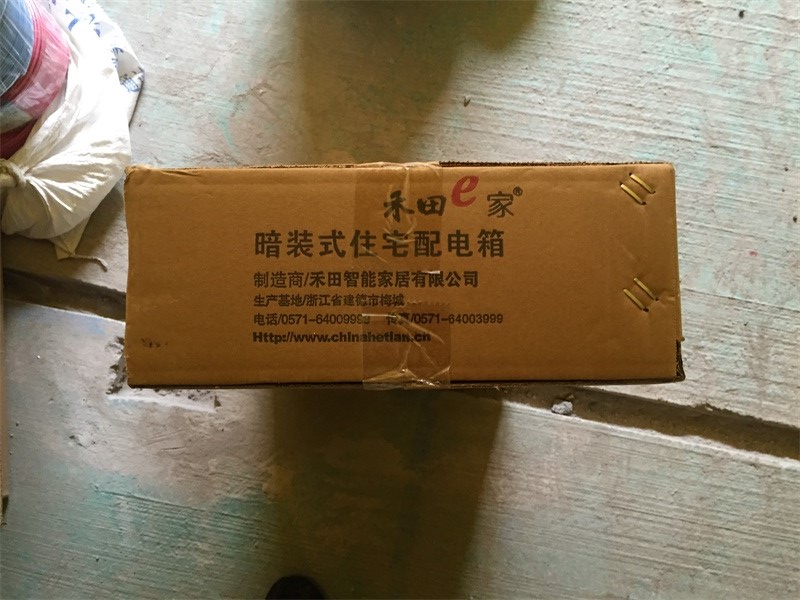 禾田e家®
暗装式住宅配电箱
制造商/禾田智能家居有限公司
生产基地/浙江省建德市梅城
电话/0571-64009999 传真/0571-64003999
Http://www.chinahetian.cn